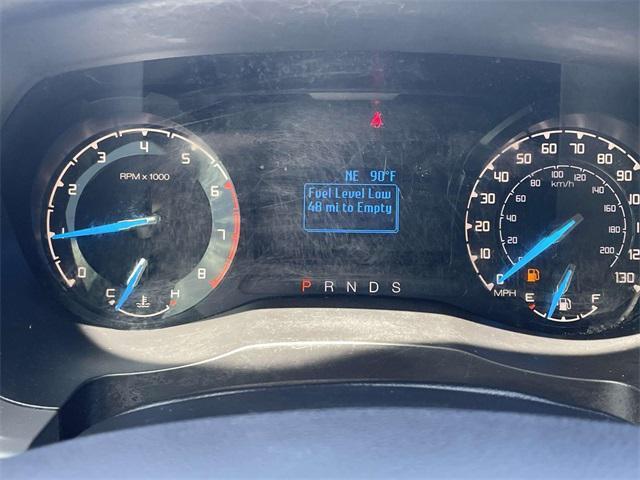 NE 90°F
Fuel Level Low
48 mi to Empty
P R N D S
RPM x 1000
0 1 2 3 4 5 6 7 8
C H
MPH
0 10 20 30 40 50 60 70 80 90 100 110 120 130
km/h
0 20 40 60 80 100 120 140 160 180 200
E F